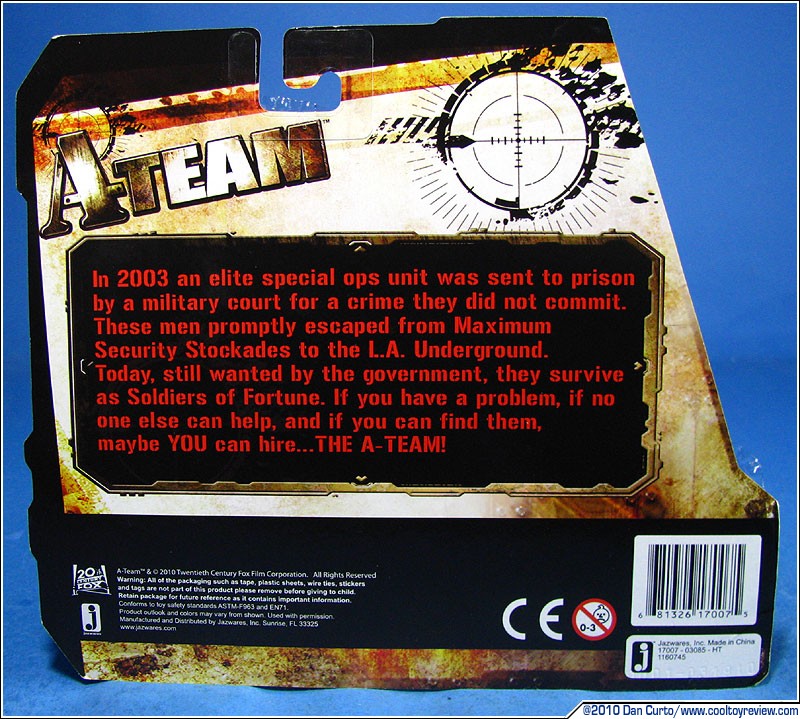 A-TEAM™
In 2003 an elite special ops unit was sent to prison
by a military court for a crime they did not commit.
These men promptly escaped from Maximum
Security Stockades to the L.A. Underground.
Today, still wanted by the government, they survive
as Soldiers of Fortune. If you have a problem, if no
one else can help, and if you can find them,
maybe YOU can hire...THE A-TEAM!
20th
CENTURY
FOX
A-Team™ & © 2010 Twentieth Century Fox Film Corporation. All Rights Reserved
Warning: All of the packaging such as tape, plastic sheets, wire ties, stickers
and tags are not part of this product please remove before giving to child.
Retain package for future reference as it contains important information.
Conforms to toy safety standards ASTM-F963 and EN71.
Product outlook and colors may vary from shown. Used with permission.
Manufactured and Distributed by Jazwares, Inc. Sunrise, FL 33325
www.jazwares.com
j
JAZWARES
CE
0-3
6 81326 17007 5
j
Jazwares, Inc. Made in China
17007 - 03085 - HT
1160745
©2010 Dan Curto/www.cooltoyreview.com